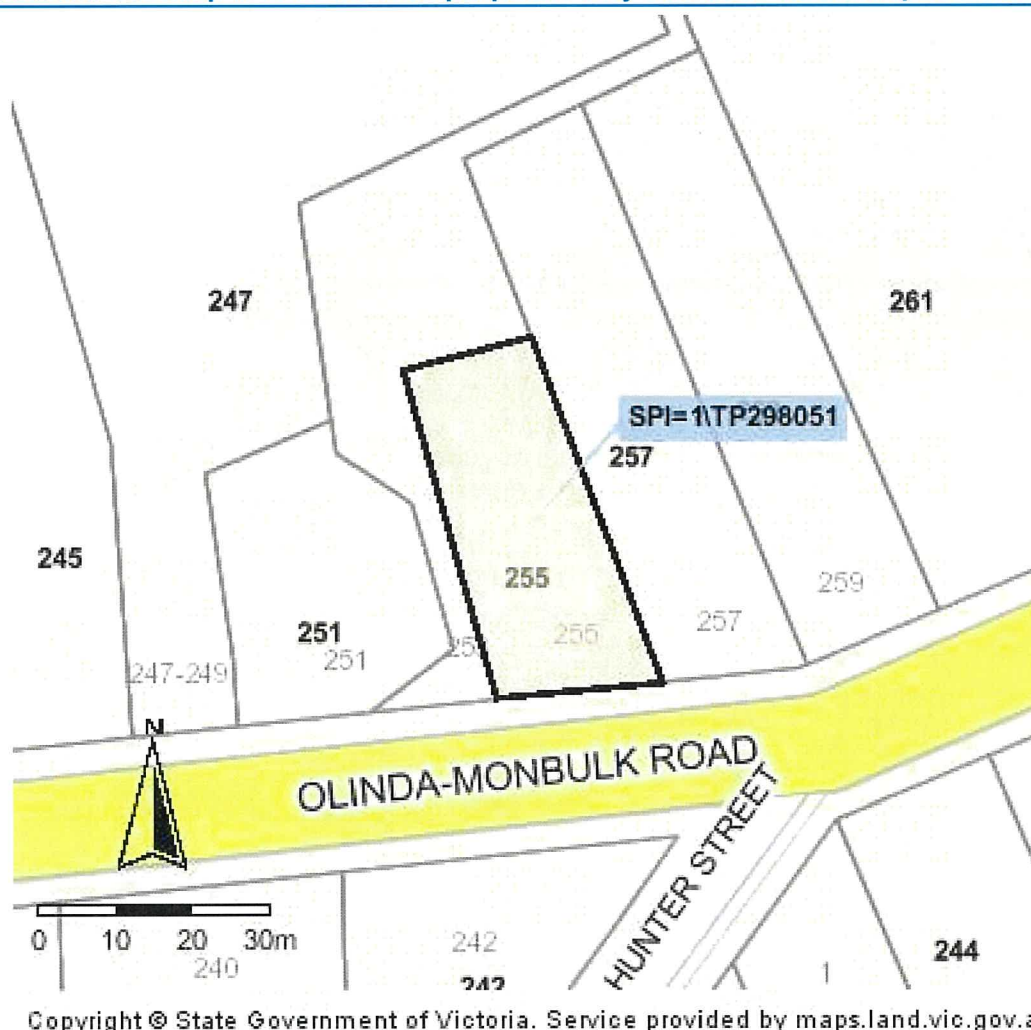 247
261
SPI=1\TP298051
257
245
255
259
255
257
251
251
247-249
N
OLINDA-MONBULK ROAD
HUNTER STREET
0 10 20 30m
240
242
242
244
1
Copyright © State Government of Victoria. Service provided by maps.land.vic.gov.